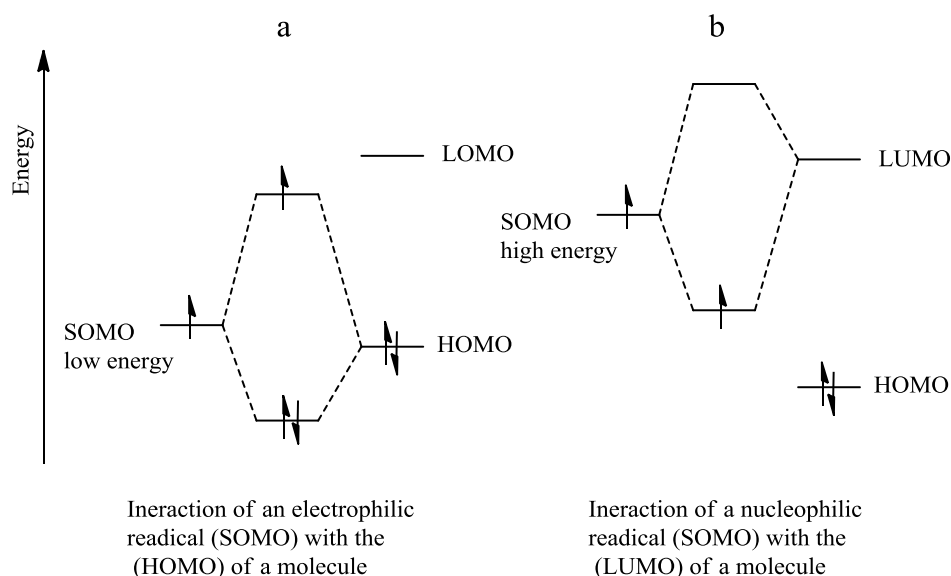 a
b
Energy
LOMO
SOMO
low energy
HOMO
LUMO
SOMO
high energy
HOMO
Ineraction of an electrophilic
readical (SOMO) with the
(HOMO) of a molecule
Ineraction of a nucleophilic
readical (SOMO) with the
(LUMO) of a molecule